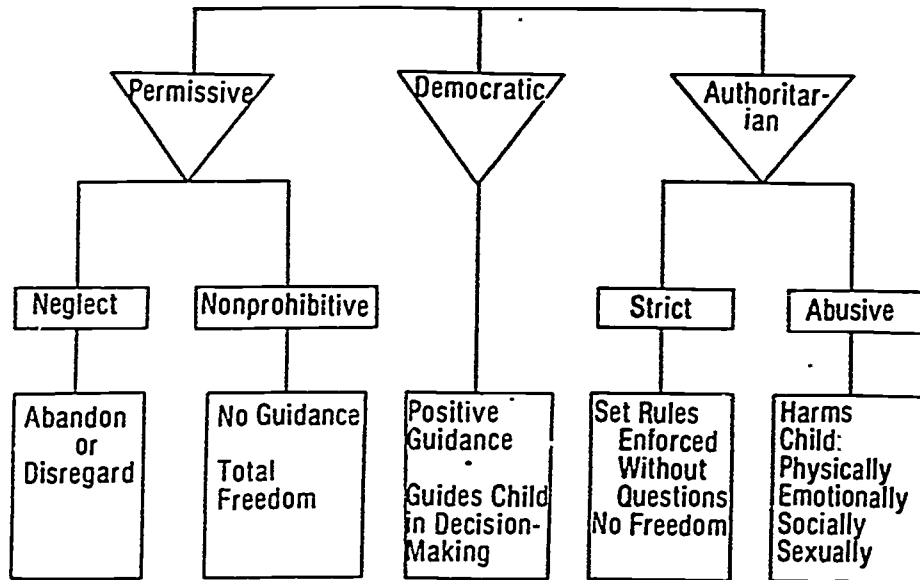 Permissive
Democratic
Authoritar-
ian
Neglect
Nonprohibitive
Strict
Abusive
Abandon
or
Disregard
No Guidance
Total
Freedom
Positive
Guidance
Guides Child
in Decision-
Making
Set Rules
Enforced
Without
Questions
No Freedom
Harms
Child:
Physically
Emotionally
Socially
Sexually